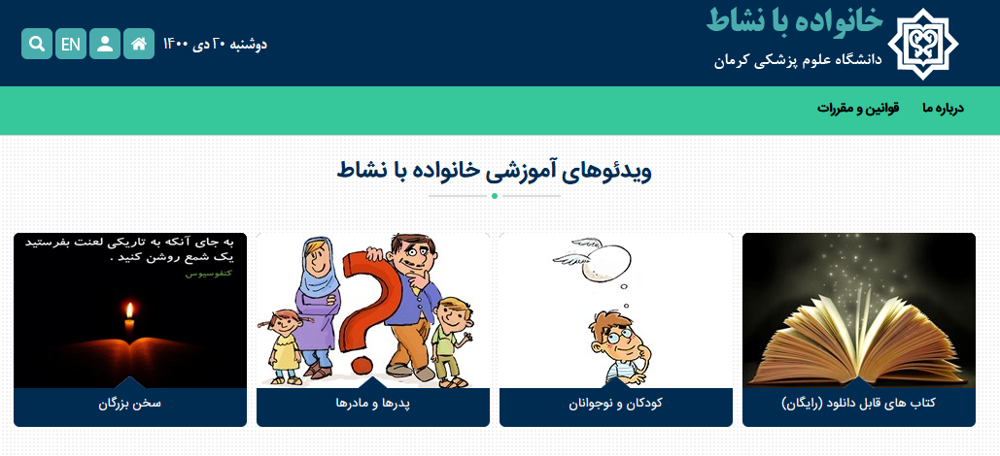 خانواده با نشاط
دانشگاه علوم پزشکی کرمان
دوشنبه ۲۰ دی ۱۴۰۰
EN
درباره ما
قوانین و مقررات
ویدئوهای آموزشی خانواده با نشاط
کتاب های قابل دانلود (رایگان)
کودکان و نوجوانان
?
پدرها و مادرها
به جای آنکه به تاریکی لعنت بفرستید
یک شمع روشن کنید .
کنفوسیوس
سخن بزرگان